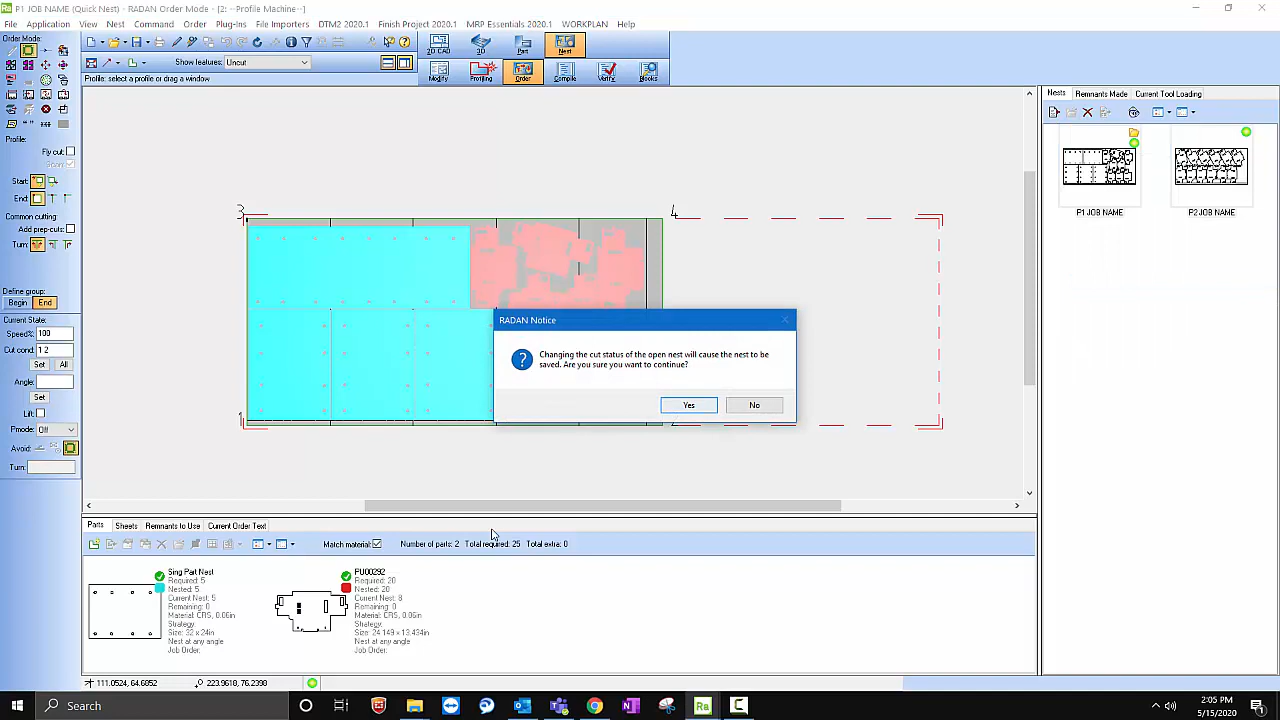 P1 JOB NAME (Quick Nest) - RADAN Order Mode - [2: --Profile Machine--]
File Application View Nest Command Order Plug-Ins File Importers DTM2 2020.1 Finish Project 2020.1 MRP Essentials 2020.1 WORKPLAN Help
Order Mode:
2D CAD 3D Part Nest
Show features: Uncut
Modify Profiling Order Compile Verify Blocks
Profile: select a profile or drag a window
Nests Remnants Made Current Tool Loading
Profile:
Fly cut:
Start:
End:
Common cutting:
Add prep-cuts:
Turn:
Define group:
Begin End
Current State:
Speed% 100
Cut cond: 1 2
Set All
Angle:
Set
Lift:
Pmode: Off
Avoid:
Turn:
3 4
1
P1 JOB NAME P2 JOB NAME
RADAN Notice
Changing the cut status of the open nest will cause the nest to be
saved. Are you sure you want to continue?
Yes No
Parts Sheets Remnants to Use Current Order Text
Match material: Number of parts: 2 Total required: 25 Total extra: 0
Sing Part Nest
Required: 5
Nested: 5
Current Nest: 5
Remaining: 0
Material: CRS, 0.06in
Strategy:
Size: 32 x 24in
Nest at any angle
Job Order:
PU00292
Required: 20
Nested: 20
Current Nest: 8
Remaining: 0
Material: CRS, 0.06in
Strategy:
Size: 24.149 x 13.434in
Nest at any angle
Job Order:
111.0524, 64.6852 223.9618, 76.2398
Search
2:05 PM
5/15/2020